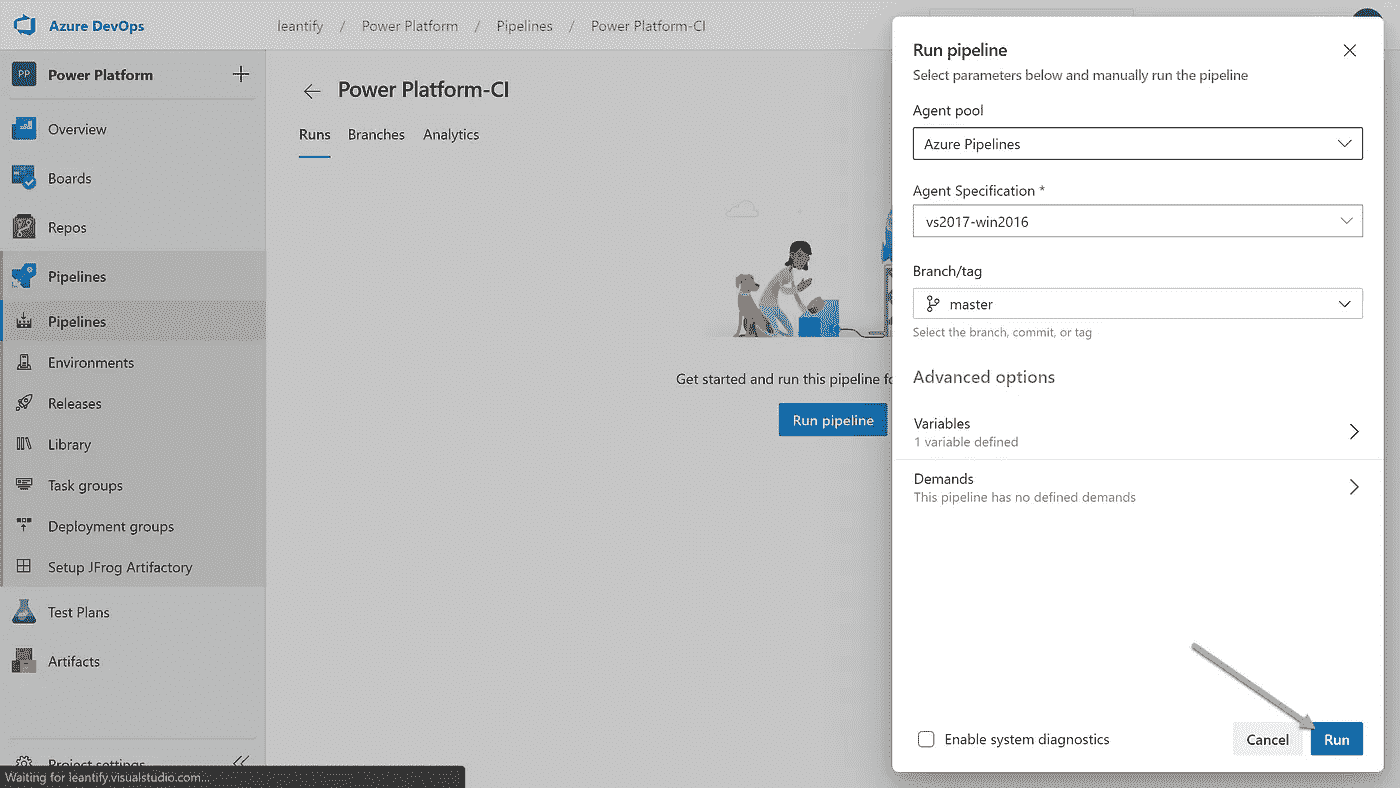 Azure DevOps
leantify / Power Platform / Pipelines / Power Platform-CI
PP Power Platform
Overview
Boards
Repos
Pipelines
Pipelines
Environments
Releases
Library
Task groups
Deployment groups
Setup JFrog Artifactory
Test Plans
Artifacts
Project settings
Waiting for leantify.visualstudio.com...
Power Platform-CI
Runs Branches Analytics
Get started and run this pipeline
Run pipeline
Run pipeline
Select parameters below and manually run the pipeline
Agent pool
Azure Pipelines
Agent Specification *
vs2017-win2016
Branch/tag
master
Select the branch, commit, or tag
Advanced options
Variables
1 variable defined
Demands
This pipeline has no defined demands
Enable system diagnostics
Cancel
Run